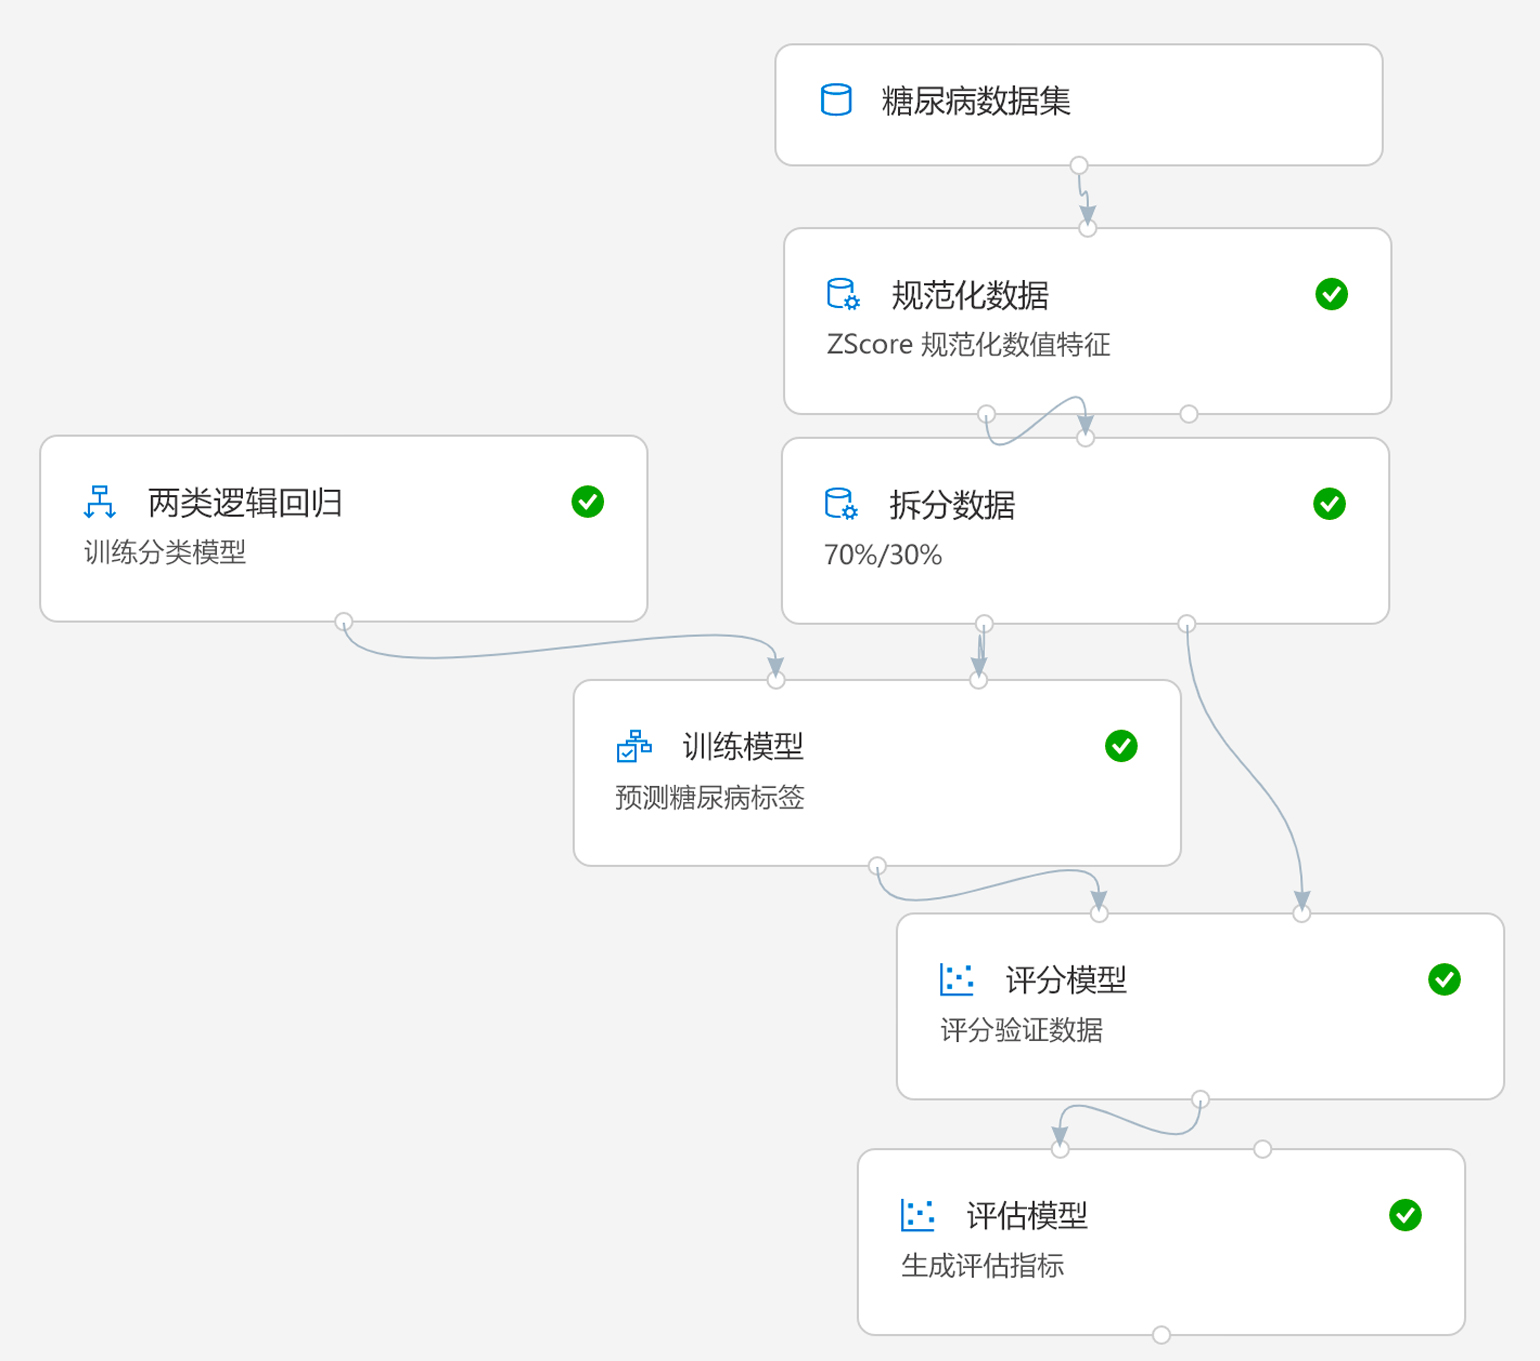 糖尿病数据集
规范化数据
ZScore 规范化数值特征
两类逻辑回归
训练分类模型
拆分数据
70%/30%
训练模型
预测糖尿病标签
评分模型
评分验证数据
评估模型
生成评估指标